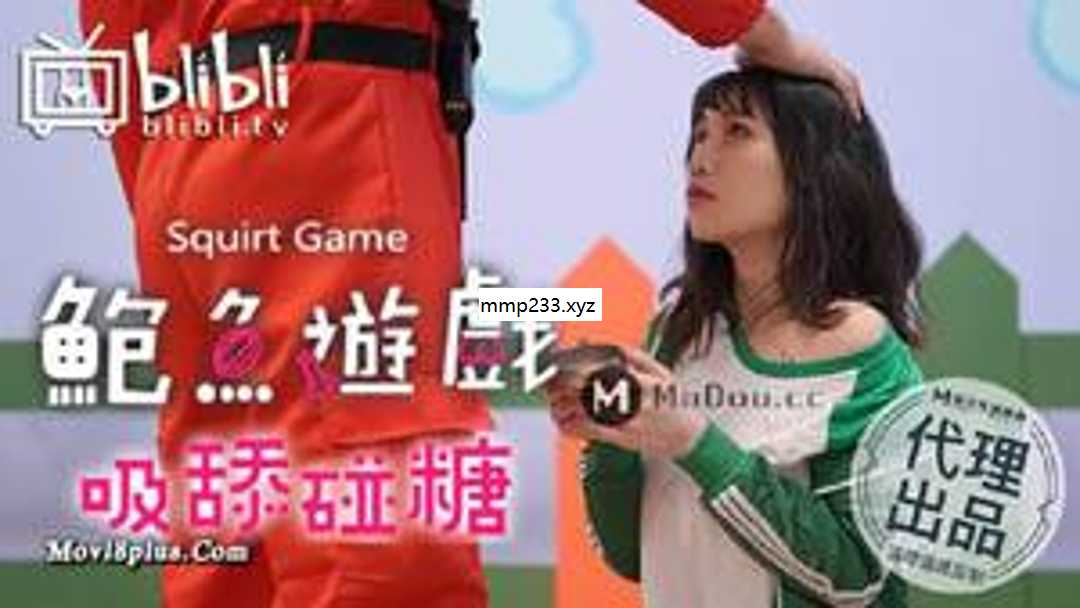 blibli
blibli.tv
Squirt Game
mmp233.xyz
鮑魚遊戲
M MaDou.cc
吸舔碰糖
Movi8plus.Com
代理
出品